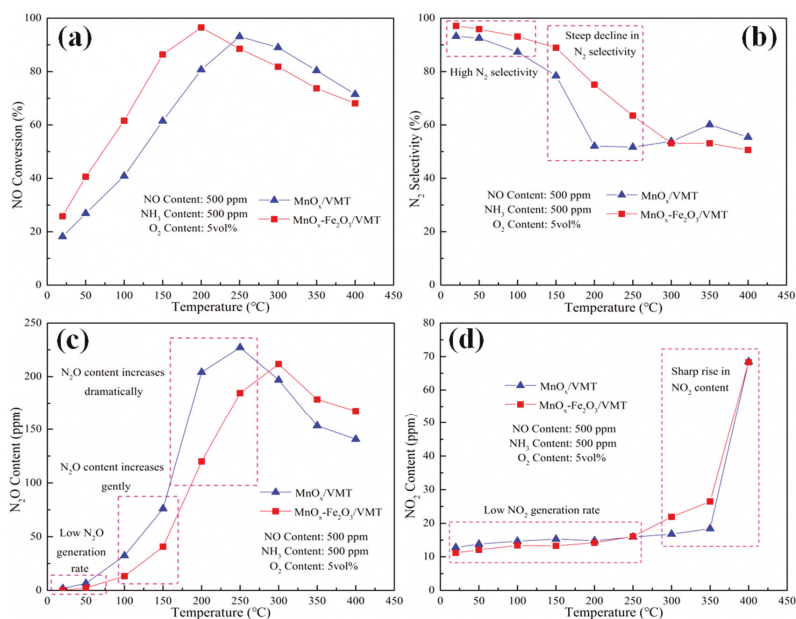 (a)
100
80
60
40
20
0
NO Conversion (%)
NO Content: 500 ppm
NH₃ Content: 500 ppm
O₂ Content: 5vol%
MnOₓ/VMT
MnOₓ-Fe₂O₃/VMT
0 50 100 150 200 250 300 350 400 450
Temperature (℃)
(b)
100
80
60
40
20
0
N₂ Selectivity (%)
Steep decline in
N₂ selectivity
High N₂ selectivity
NO Content: 500 ppm
NH₃ Content: 500 ppm
O₂ Content: 5vol%
MnOₓ/VMT
MnOₓ-Fe₂O₃/VMT
0 50 100 150 200 250 300 350 400 450
Temperature (℃)
(c)
250
200
150
100
50
0
N₂O Content (ppm)
N₂O content increases
dramatically
N₂O content increases
gently
Low N₂O
generation
rate
MnOₓ/VMT
MnOₓ-Fe₂O₃/VMT
NO Content: 500 ppm
NH₃ Content: 500 ppm
O₂ Content: 5vol%
0 50 100 150 200 250 300 350 400 450
Temperature (℃)
(d)
80
70
60
50
40
30
20
10
0
NO₂ Content (ppm)
MnOₓ/VMT
MnOₓ-Fe₂O₃/VMT
NO Content: 500 ppm
NH₃ Content: 500 ppm
O₂ Content: 5vol%
Sharp rise in
NO₂ content
Low NO₂ generation rate
0 50 100 150 200 250 300 350 400 450
Temperature (℃)